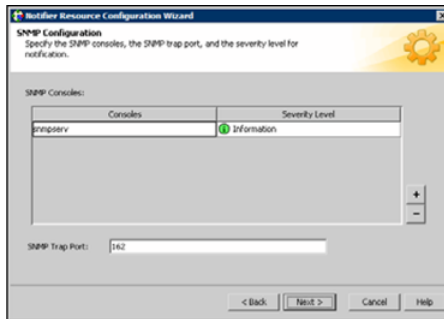 Notifier Resource Configuration Wizard
SNMP Configuration
Specify the SNMP consoles, the SNMP trap port, and the severity level for
notification.
SNMP Consoles:
Consoles Severity Level
snmpserv Information
+
−
SNMP Trap Port: 162
< Back Next > Cancel Help